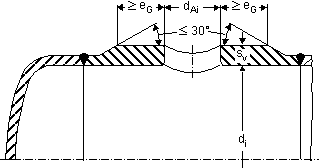 ≥ eG dAi ≥ eG
≤ 30°
sv
di